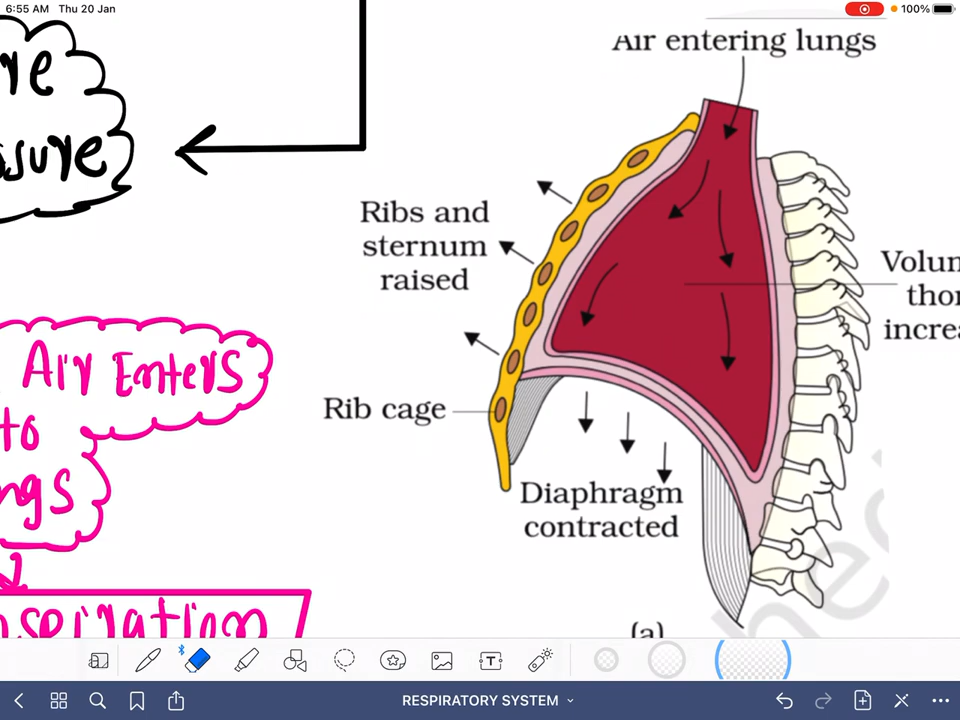 6:55 AM Thu 20 Jan
100%
Air entering lungs
Ribs and
sternum
raised
Rib cage
Diaphragm
contracted
(a)
Air Enters
to
RESPIRATORY SYSTEM